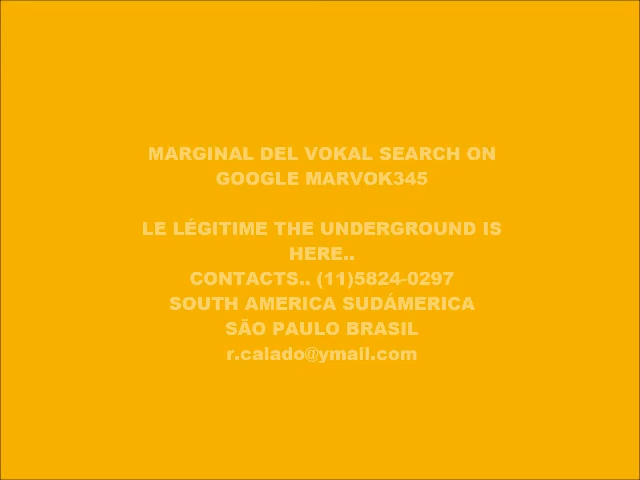 MARGINAL DEL VOKAL SEARCH ON
GOOGLE MARVOK345
LE LÉGITIME THE UNDERGROUND IS
HERE..
CONTACTS.. (11)5824-0297
SOUTH AMERICA SUDÁMERICA
SÃO PAULO BRASIL
r.calado@ymail.com